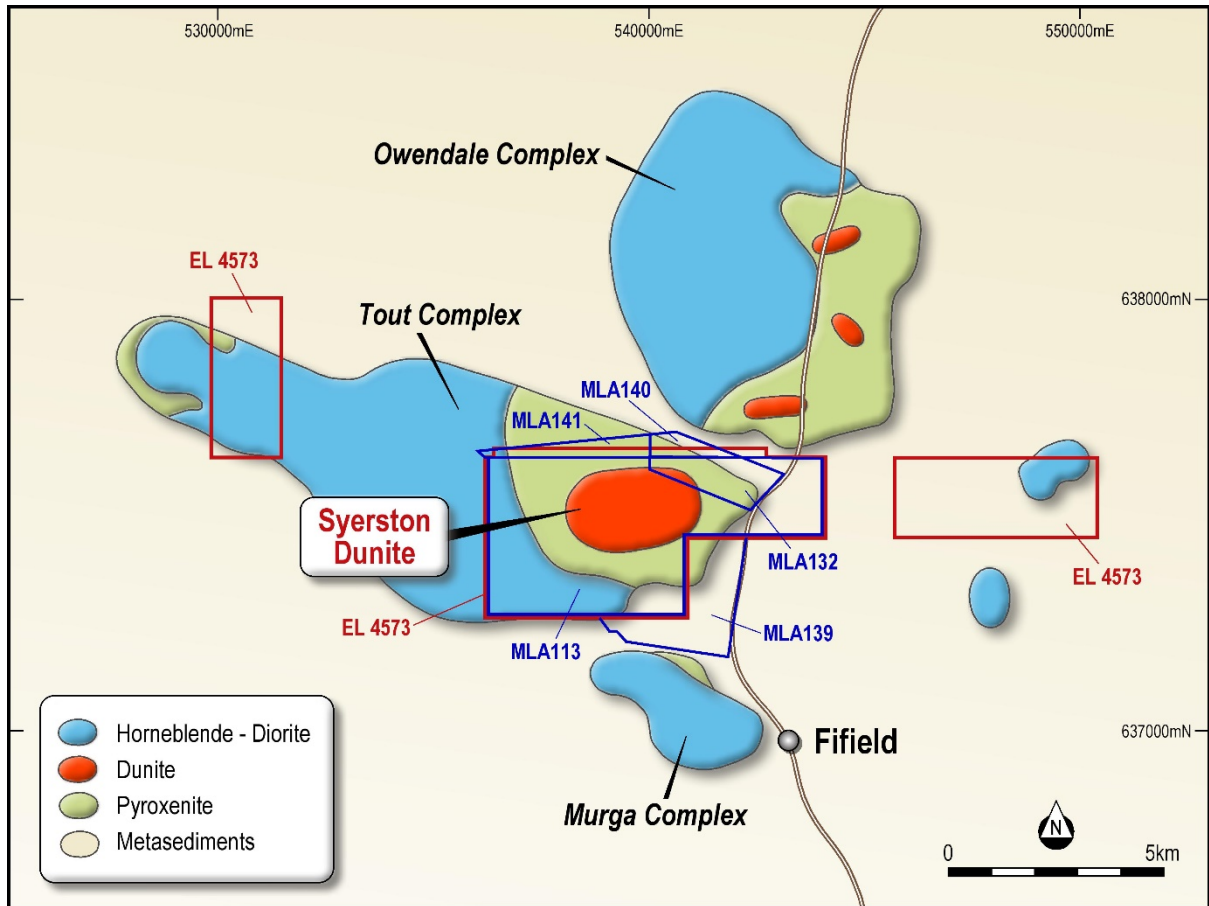 530000mE
540000mE
550000mE
Owendale Complex
EL 4573
638000mN
Tout Complex
MLA140
MLA141
Syerston
Dunite
MLA132
EL 4573
EL 4573
MLA139
MLA113
Horneblende - Diorite
Dunite
Pyroxenite
Metasediments
637000mN
Fifield
Murga Complex
N
0
5km